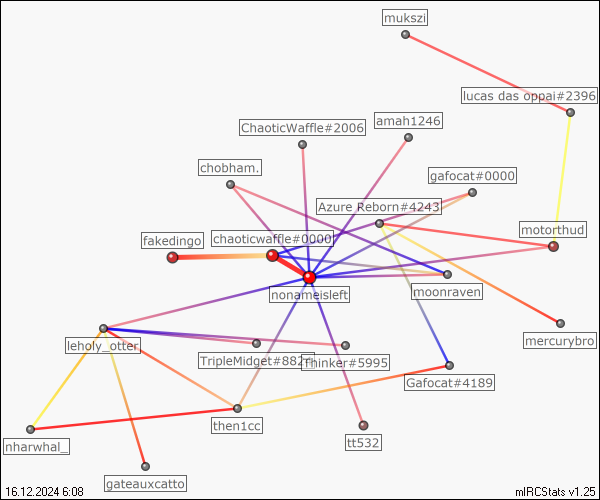 mukszi
lucas das oppai#2396
amah1246
ChaoticWaffle#2006
chobham.
gafocat#0000
Azure Reborn#4243
motorthud
fakedingo
chaoticwaffle#0000
nonameisleft
moonraven
mercurybro
leholy_otter
TripleMidget#882
Thinker#5995
Gafocat#4189
then1cc
tt532
nharwhal_
gateauxcatto
16.12.2024 6:08
mIRCStats v1.25